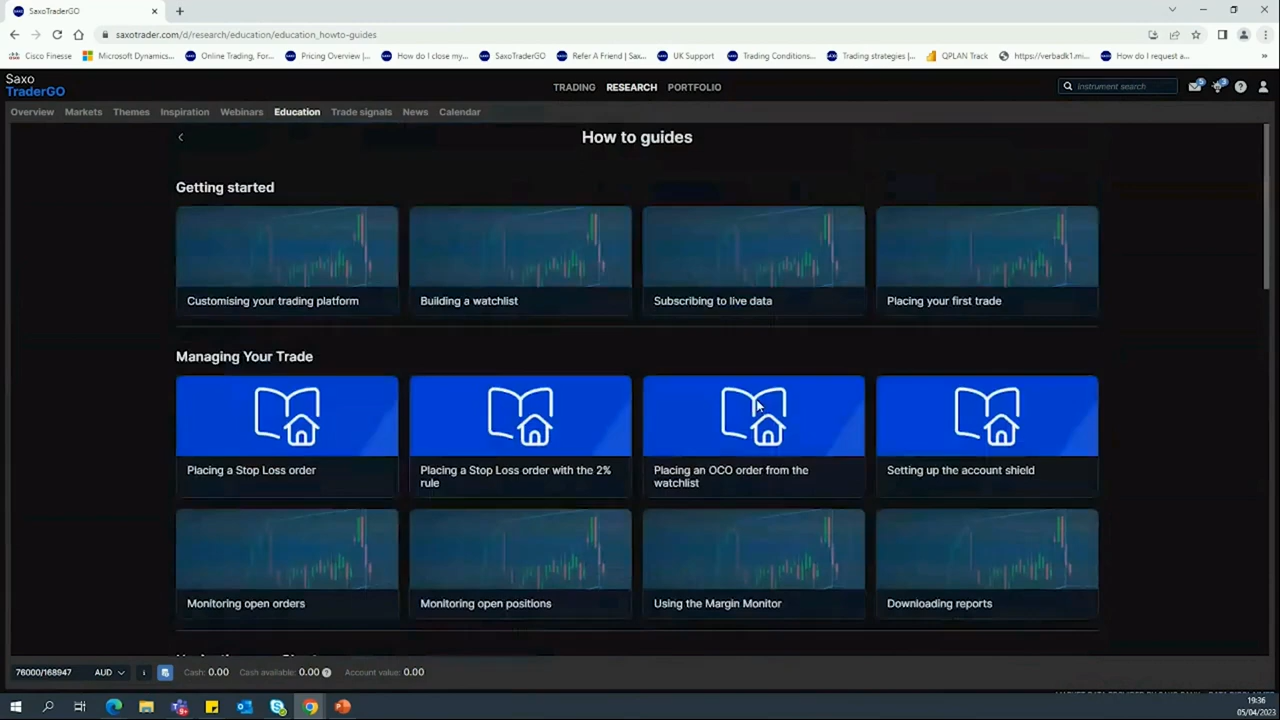 SaxoTraderGO
saxotrader.com/d/research/education/education_howto-guides
Cisco Finesse
Microsoft Dynamics...
Online Trading, For...
Pricing Overview |...
How do I close my...
SaxoTraderGO
Refer A Friend | Sax...
UK Support
Trading Conditions...
Trading strategies |...
QPLAN Track
https://verbadk1.mi...
How do I request a...
Saxo
TraderGO
TRADING
RESEARCH
PORTFOLIO
Instrument search
Overview
Markets
Themes
Inspiration
Webinars
Education
Trade signals
News
Calendar
How to guides
Getting started
Customising your trading platform
Building a watchlist
Subscribing to live data
Placing your first trade
Managing Your Trade
Placing a Stop Loss order
Placing a Stop Loss order with the 2%
rule
Placing an OCO order from the
watchlist
Setting up the account shield
Monitoring open orders
Monitoring open positions
Using the Margin Monitor
Downloading reports
76000/168947
AUD
Cash: 0.00
Cash available: 0.00
Account value: 0.00
19:36
05/04/2023